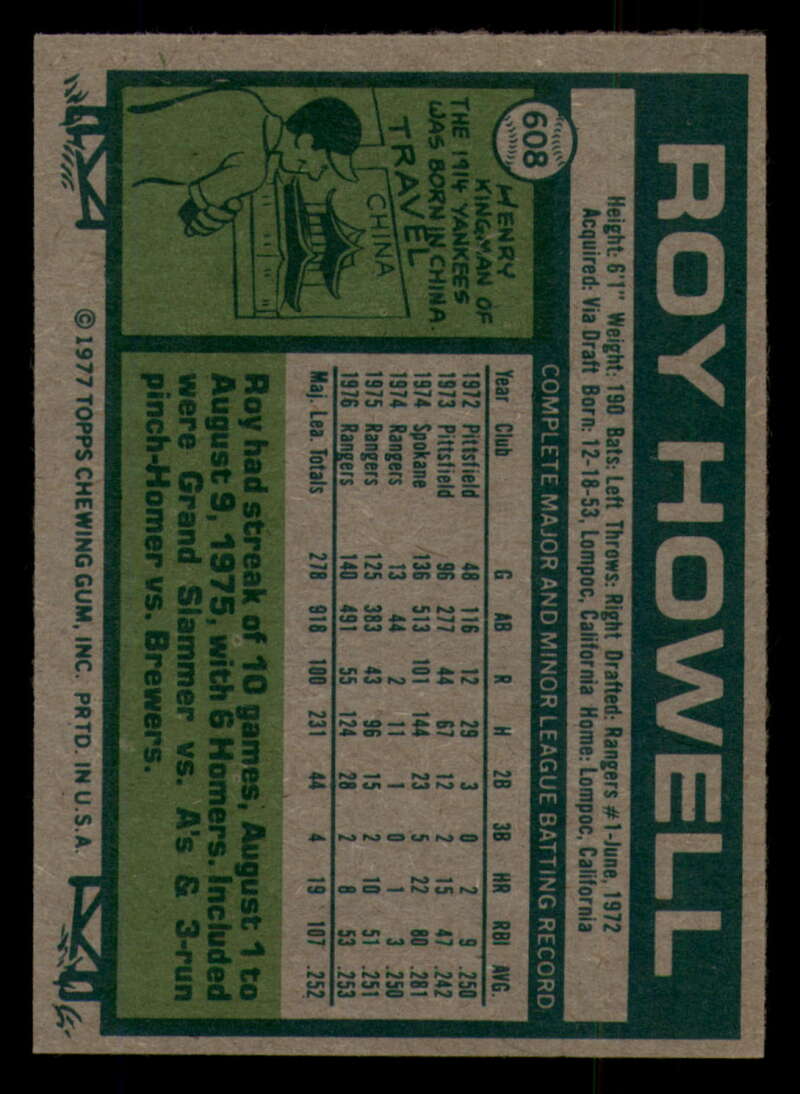 ROY HOWELL
608
Height: 6'1" Weight: 190 Bats: Left Throws: Right Drafted: Rangers #1-June, 1972
Acquired: Via Draft Born: 12-18-53, Lompoc, California Home: Lompoc, California
COMPLETE MAJOR AND MINOR LEAGUE BATTING RECORD
Year Club G AB R H 2B 3B HR RBI AVG.
1972 Pittsfield 48 116 12 29 3 0 2 9 .250
1973 Pittsfield 96 277 44 67 12 2 15 47 .242
1974 Spokane 136 513 101 144 23 5 22 80 .281
1974 Rangers 13 44 2 11 1 0 1 3 .250
1975 Rangers 125 383 43 96 15 2 10 51 .251
1976 Rangers 140 491 55 124 28 2 8 53 .253
Maj. Lea. Totals 278 918 100 231 44 4 19 107 .252
HENRY
KINGMAN OF
THE 1914 YANKEES
WAS BORN IN CHINA.
TRAVEL
CHINA
Roy had streak of 10 games, August 1 to
August 9, 1975, with 6 Homers. Included
were Grand Slammer vs. A's & 3-run
pinch-Homer vs. Brewers.
© 1977 TOPPS CHEWING GUM, INC. PRTD. IN U.S.A.